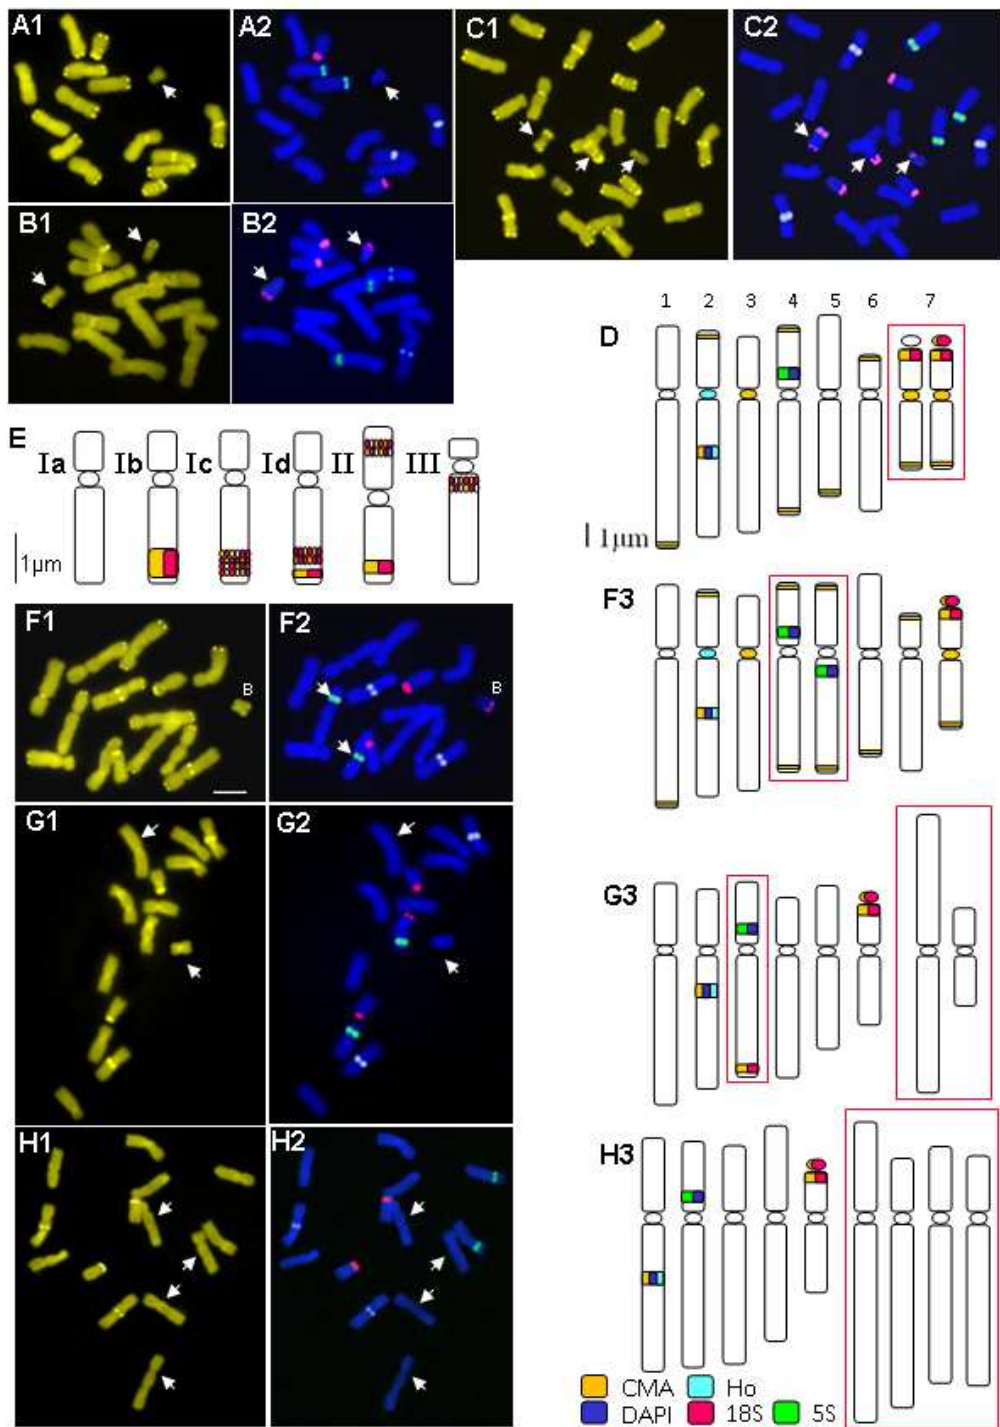 A1
A2
C1
C2
B1
B2
1 2 3 4 5 6 7
D
E
Ia Ib Ic Id II III
1µm
1µm
F3
F1
B
F2
B
G1
G2
G3
H1
H2
H3
CMA Ho
DAPI 18S 5S